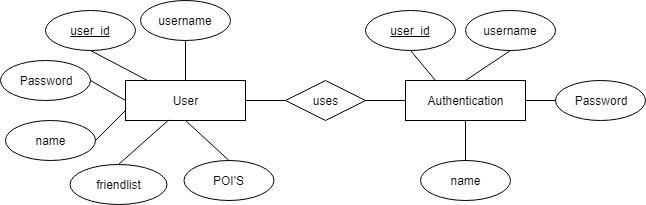 user_id
username
Password
User
name
friendlist
POI'S
uses
user_id
username
Authentication
Password
name